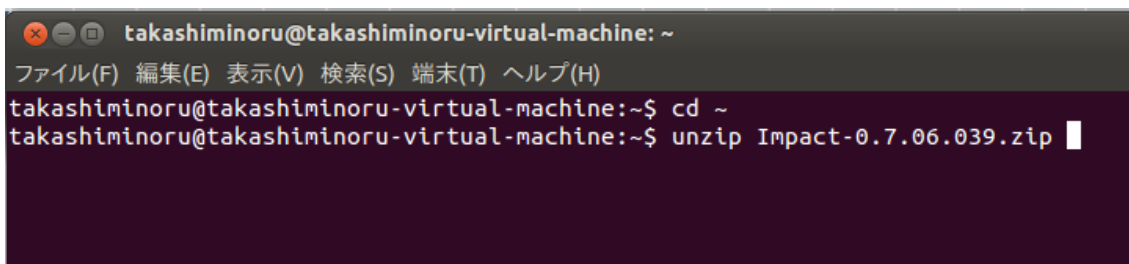 takashiminoru@takashiminoru-virtual-machine: ~
ファイル(F) 編集(E) 表示(V) 検索(S) 端末(T) ヘルプ(H)
takashiminoru@takashiminoru-virtual-machine:~$ cd ~
takashiminoru@takashiminoru-virtual-machine:~$ unzip Impact-0.7.06.039.zip